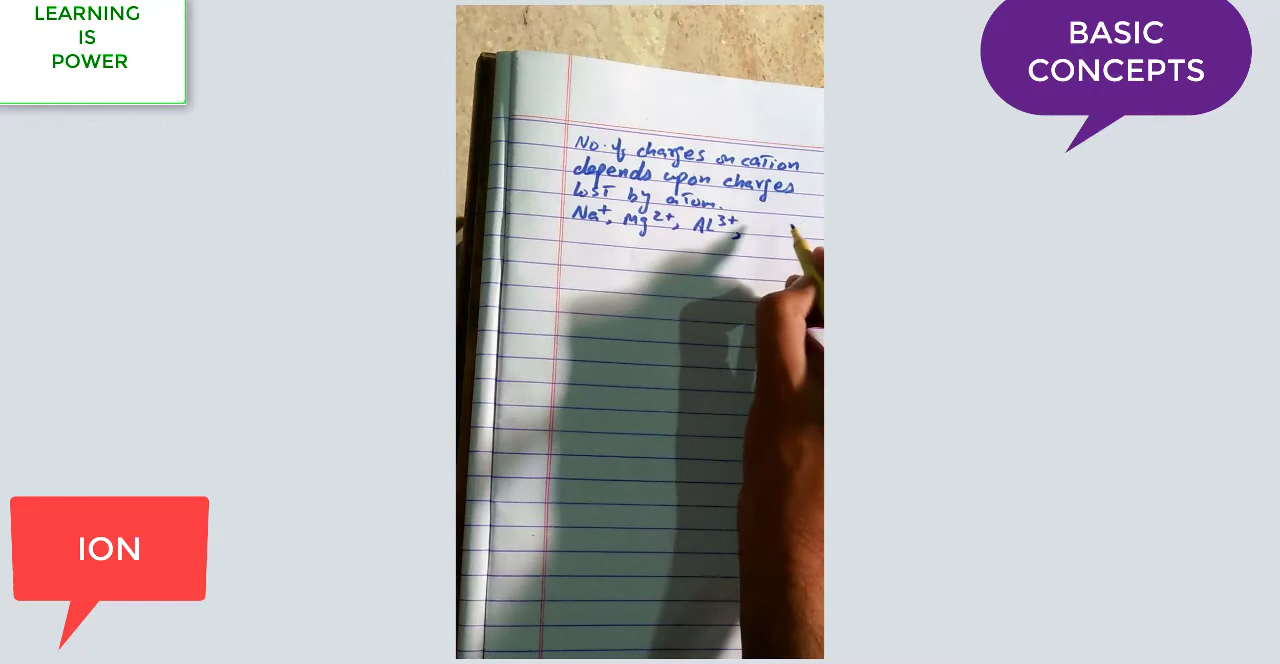 LEARNING
IS
POWER
BASIC
CONCEPTS
No. of charges on cation
depends upon charges
lost by atom.
Na⁺, Mg²⁺, Al³⁺,
ION